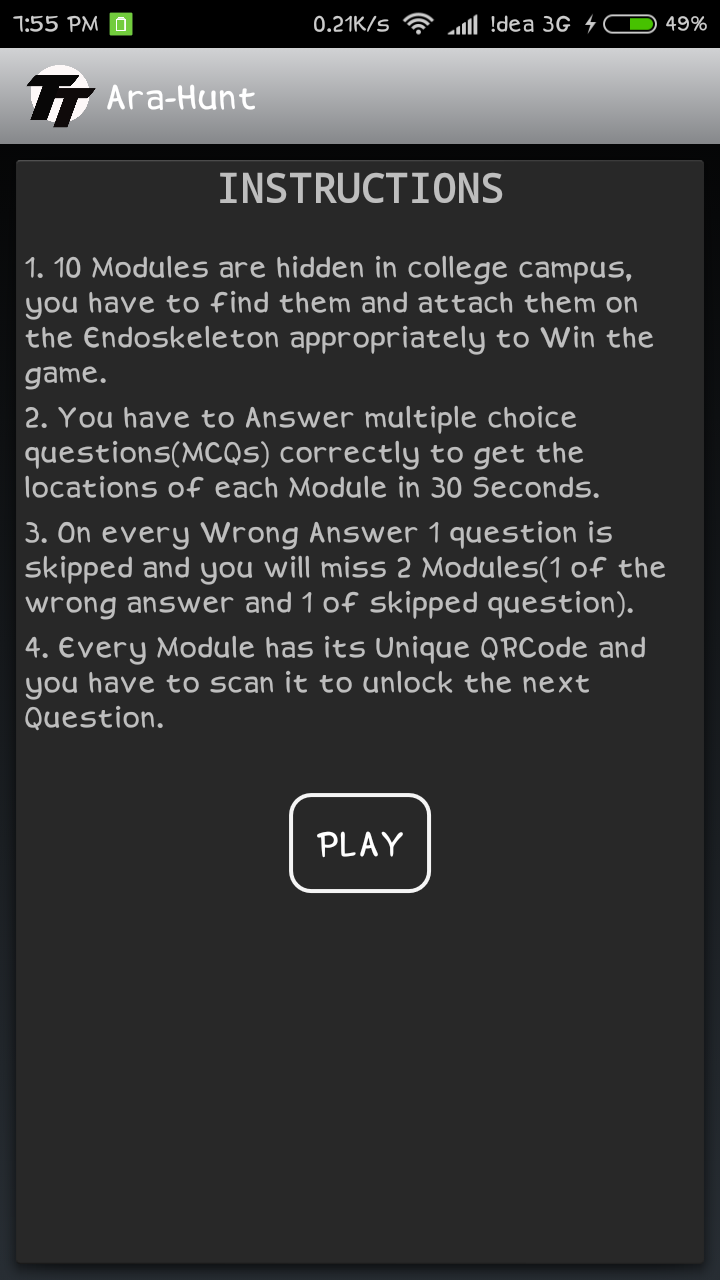 7:55 PM 0.21K/s !dea 3G 49%
TT Ara-Hunt
INSTRUCTIONS
1. 10 Modules are hidden in college campus,
you have to find them and attach them on
the Endoskeleton appropriately to Win the
game.
2. You have to Answer multiple choice
questions(MCQs) correctly to get the
locations of each Module in 30 Seconds.
3. On every Wrong Answer 1 question is
skipped and you will miss 2 Modules(1 of the
wrong answer and 1 of skipped question).
4. Every Module has its Unique QRCode and
you have to scan it to unlock the next
Question.
PLAY